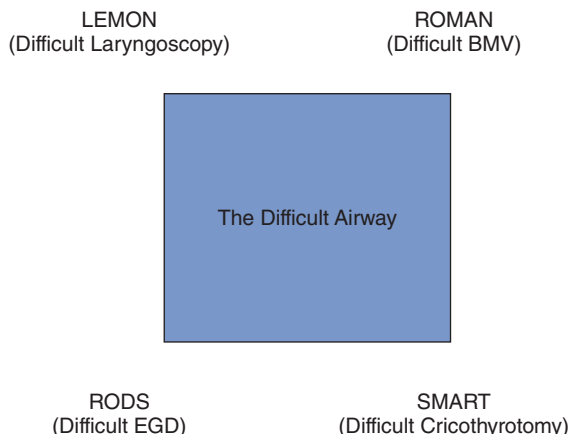 LEMON
(Difficult Laryngoscopy)
ROMAN
(Difficult BMV)
The Difficult Airway
RODS
(Difficult EGD)
SMART
(Difficult Cricothyrotomy)